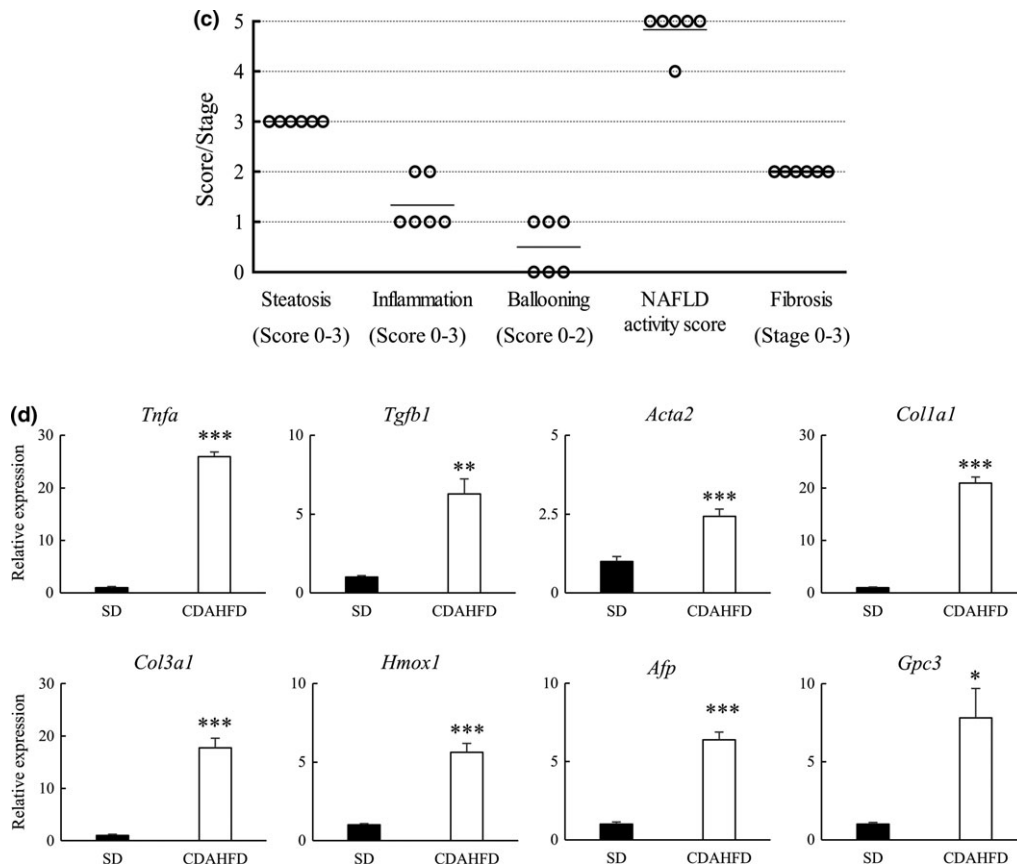 (c)
5
4
3
2
1
0
Score/Stage
Steatosis Inflammation Ballooning NAFLD Fibrosis
activity score
(Score 0-3) (Score 0-3) (Score 0-2) (Stage 0-3)
(d)
Tnfa Tgfb1 Acta2 Col1a1
Relative expression
30
20
10
0
***
SD CDAHFD
10
5
0
**
SD CDAHFD
5
2.5
0
***
SD CDAHFD
30
20
10
0
***
SD CDAHFD
Col3a1 Hmox1 Afp Gpc3
Relative expression
30
20
10
0
***
SD CDAHFD
10
5
0
***
SD CDAHFD
10
5
0
***
SD CDAHFD
10
5
0
*
SD CDAHFD